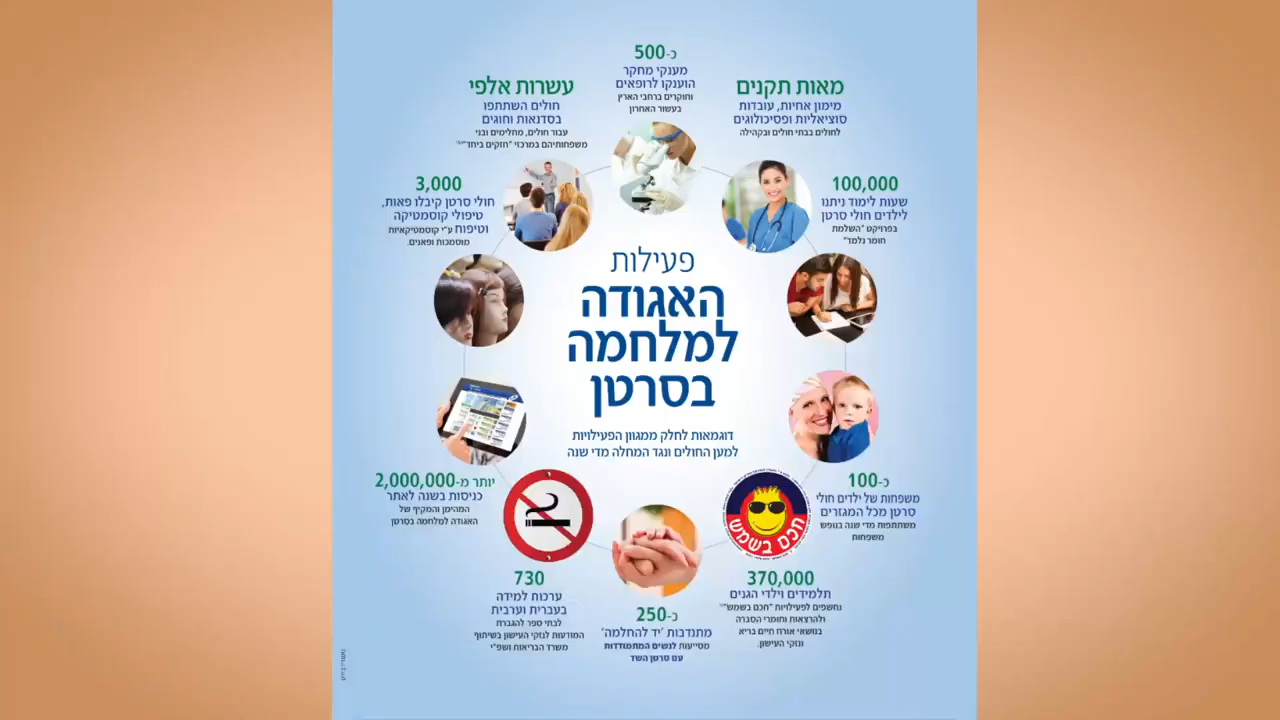 פעילות
האגודה
למלחמה
בסרטן
דוגמאות לחלק ממגוון הפעילויות
למען החולים ונגד המחלה מדי שנה
כ-500
מענקי מחקר
הוענקו לרופאים
וחוקרים ברחבי הארץ
בעשור האחרון
מאות תקנים
מימון אחיות, עובדות
סוציאליות ופסיכולוגים
לחולים בבתי חולים ובקהילה
100,000
שעות לימוד ניתנו
לילדים חולי סרטן
בפרויקט "השלמת
חומר נלמד"
כ-100
משפחות של ילדים חולי
סרטן מכל המגזרים
משתתפות מדי שנה בנופש
משפחות
חכם בשמש
370,000
תלמידים וילדי הגנים
נחשפים לפעילויות "חכם בשמש"
ולהרצאות וחומרי הסברה
בנושאי אורח חיים בריא
ונזקי העישון.
כ-250
מתנדבות 'יד להחלמה'
מסייעות לנשים המתמודדות
עם סרטן השד
730
ערכות למידה
בעברית וערבית
לבתי ספר להגברת
המודעות לנזקי העישון בשיתוף
משרד הבריאות ושפ"י
יותר מ-2,000,000
כניסות בשנה לאתר
המהימן והמקיף של
האגודה למלחמה בסרטן
3,000
חולי סרטן קיבלו פאות,
טיפולי קוסמטיקה
וטיפוח ע"י קוסמטיקאיות
מוסמכות ופאנים.
עשרות אלפי
חולים השתתפו
בסדנאות וחוגים
עבור חולים, מחלימים ובני
משפחותיהם במרכזי "חזקים ביחד"